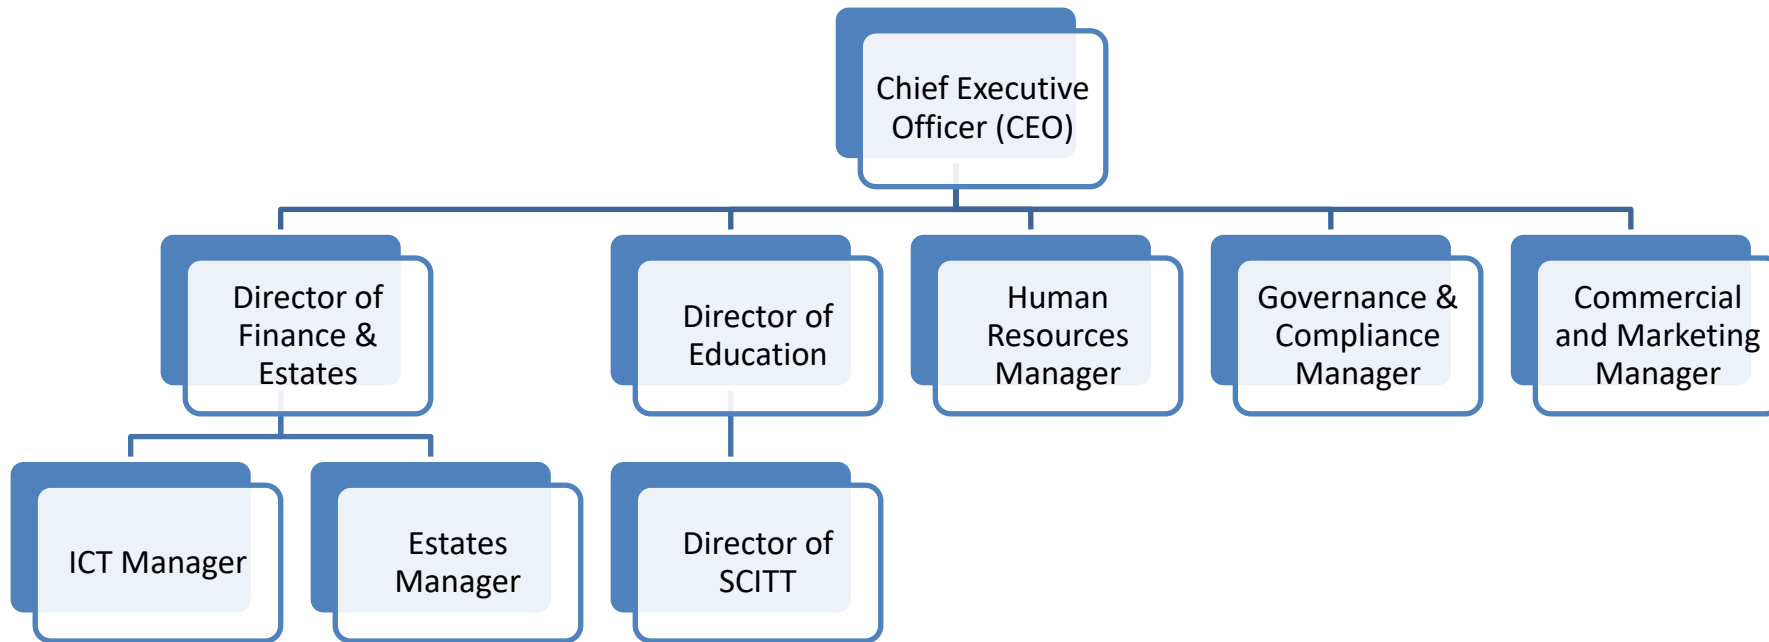 Chief Executive
Officer (CEO)
Director of
Finance &
Estates
Director of
Education
Human
Resources
Manager
Governance &
Compliance
Manager
Commercial
and Marketing
Manager
ICT Manager
Estates
Manager
Director of
SCITT